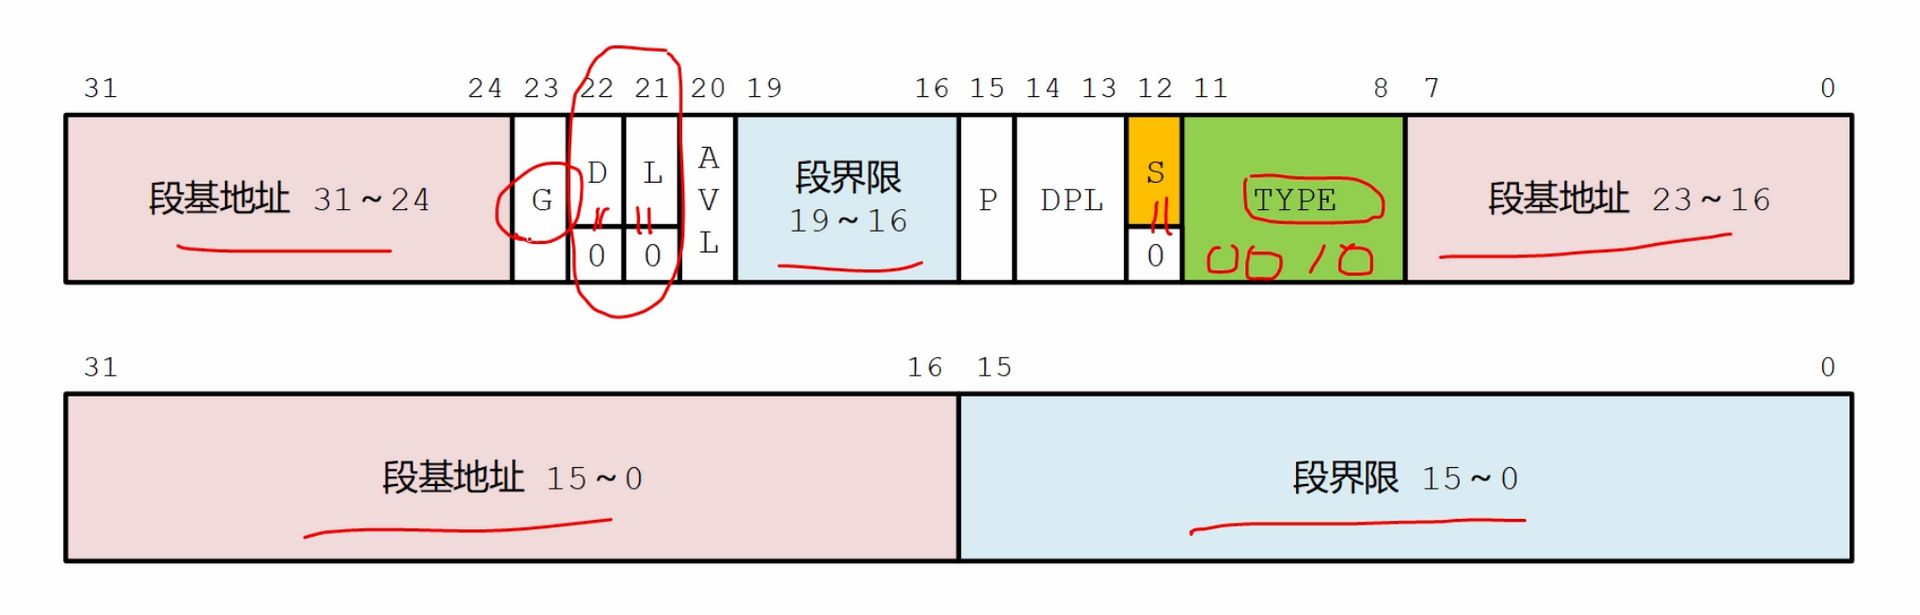 31 24 23 22 21 20 19 16 15 14 13 12 11 8 7 0
段基地址 31~24 G D 0 L 0 AVL 段界限 19~16 P DPL S 0 TYPE 0010 段基地址 23~16
31 16 15 0
段基地址 15~0 段界限 15~0